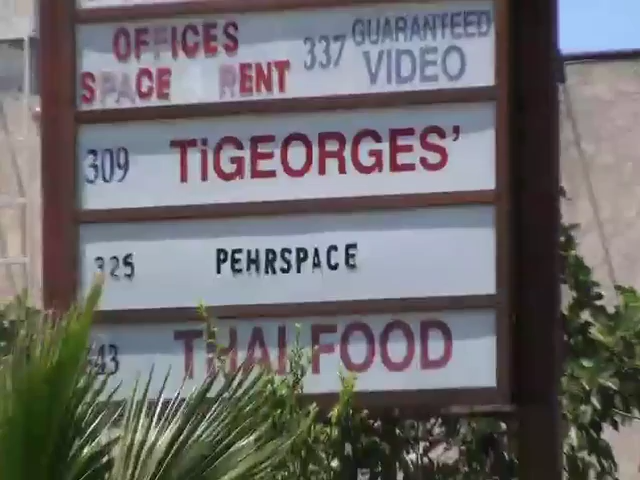 OFFICES
SPACE RENT
337 GUARANTEED
VIDEO
309 TiGEORGES'
325 PEHRSPACE
THAI FOOD